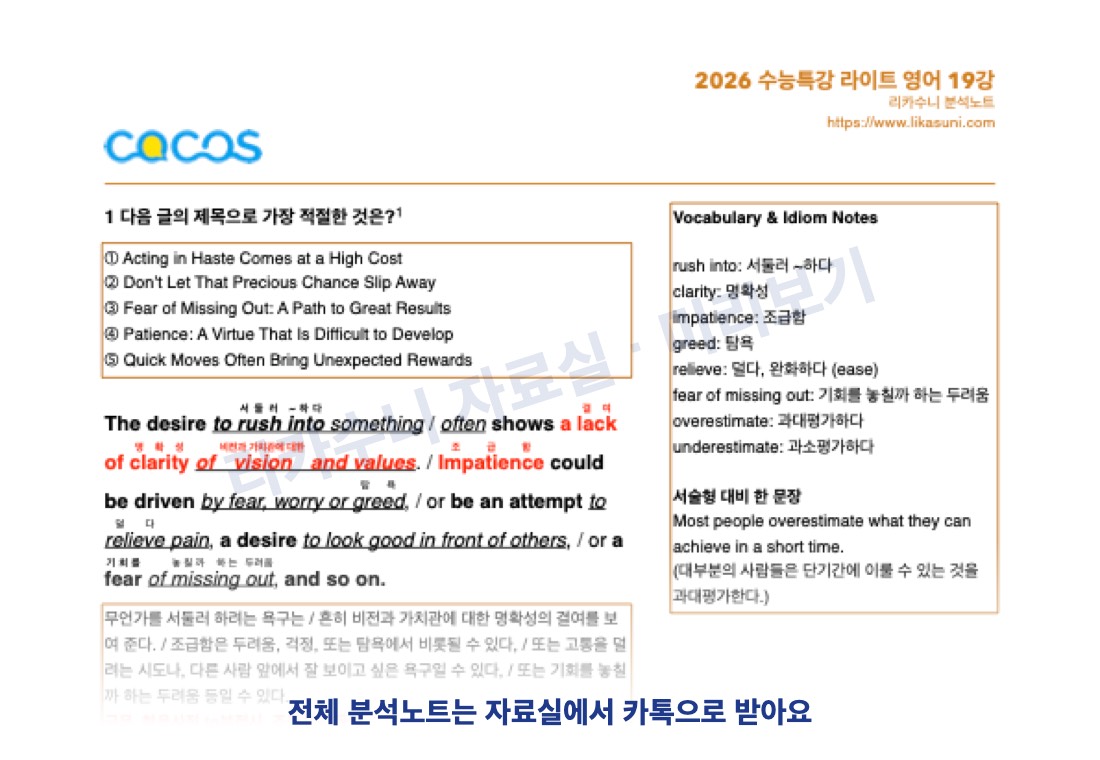 2026 수능특강 라이트 영어 19강
리카수니 분석노트
https://www.likasuni.com
cacos
1 다음 글의 제목으로 가장 적절한 것은?1
① Acting in Haste Comes at a High Cost
② Don't Let That Precious Chance Slip Away
③ Fear of Missing Out: A Path to Great Results
④ Patience: A Virtue That Is Difficult to Develop
⑤ Quick Moves Often Bring Unexpected Rewards
서둘러 ~하다 결여
The desire to rush into something / often shows a lack
명확성 비전과 가치관에 대한 조급함
of clarity of vision and values. / Impatience could
탐욕
be driven by fear, worry or greed, / or be an attempt to
덜다
relieve pain, a desire to look good in front of others, / or a
기회를 놓칠까 하는 두려움
fear of missing out, and so on.
무언가를 서둘러 하려는 욕구는 / 흔히 비전과 가치관에 대한 명확성의 결여를 보
여 준다. / 조급함은 두려움, 걱정, 또는 탐욕에서 비롯될 수 있다, / 또는 고통을 덜
려는 시도나, 다른 사람 앞에서 잘 보이고 싶은 욕구일 수 있다, / 또는 기회를 놓칠
까 하는 두려움 등일 수 있다.
Vocabulary & Idiom Notes
rush into: 서둘러 ~하다
clarity: 명확성
impatience: 조급함
greed: 탐욕
relieve: 덜다, 완화하다 (ease)
fear of missing out: 기회를 놓칠까 하는 두려움
overestimate: 과대평가하다
underestimate: 과소평가하다
서술형 대비 한 문장
Most people overestimate what they can
achieve in a short time.
(대부분의 사람들은 단기간에 이룰 수 있는 것을
과대평가한다.)
리카수니 자료실 · 미리보기
전체 분석노트는 자료실에서 카톡으로 받아요